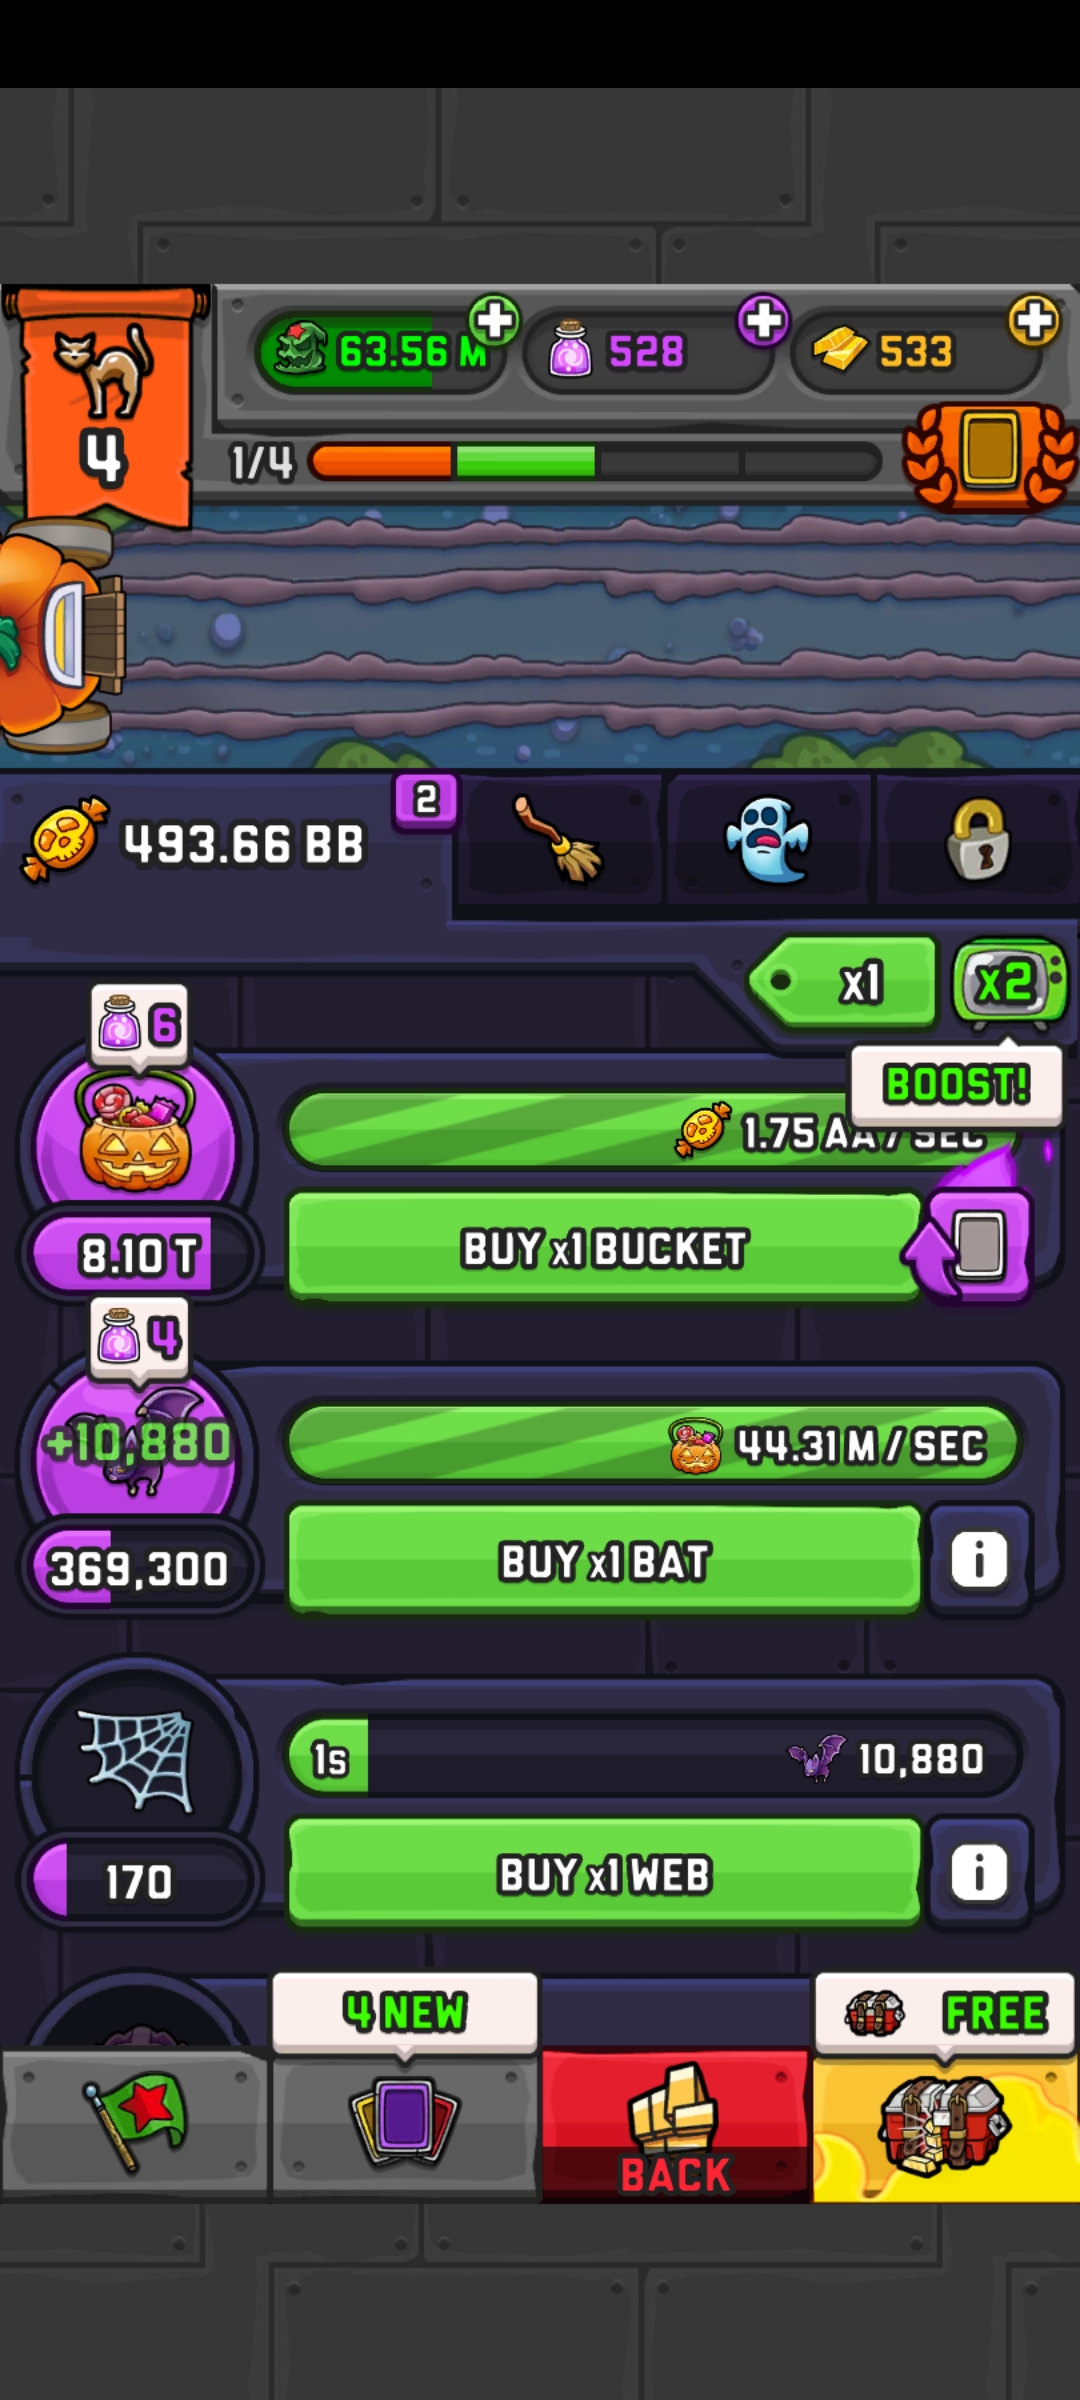 63.56 M
528
533
4
1/4
2
493.66 BB
x1
x2
BOOST!
6
1.75 AA / SEC
8.10 T
BUY x1 BUCKET
4
+10,880
44.31 M / SEC
369,300
BUY x1 BAT
i
1s
10,880
170
BUY x1 WEB
i
4 NEW
FREE
BACK